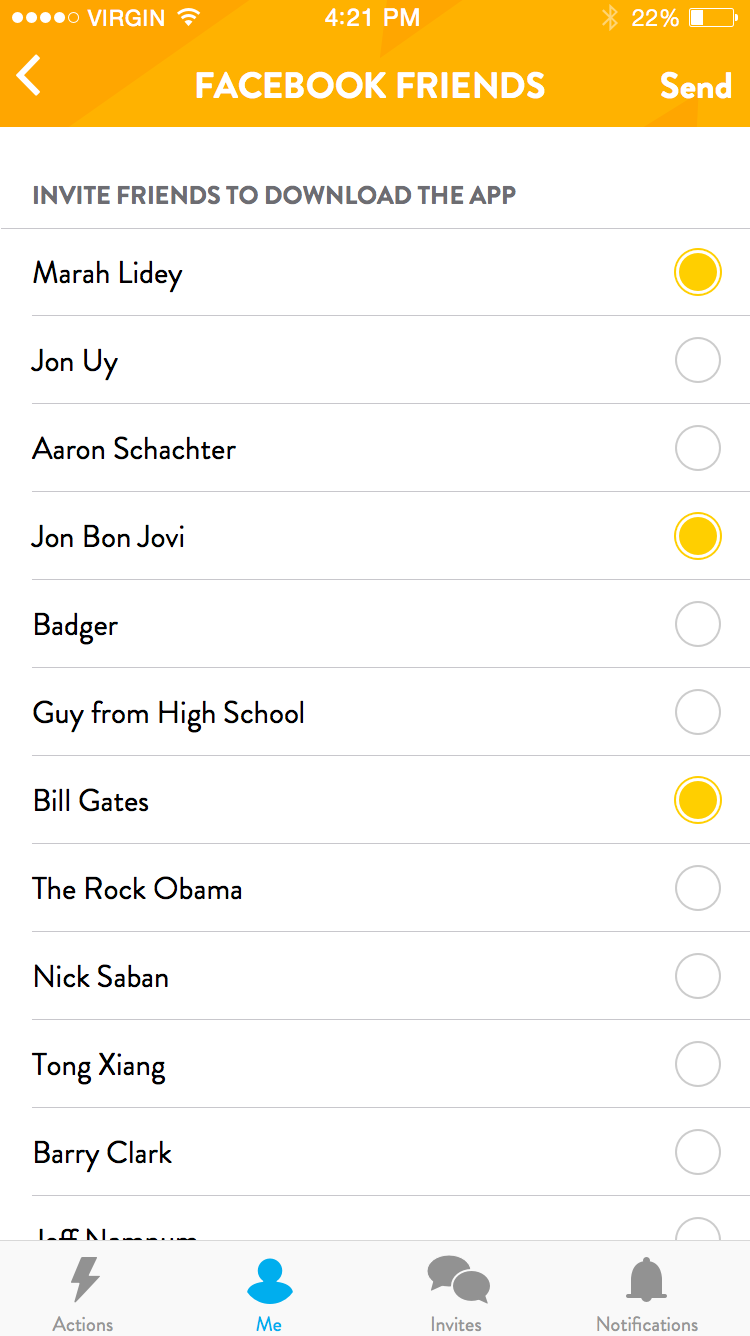 VIRGIN 4:21 PM 22%
FACEBOOK FRIENDS Send
INVITE FRIENDS TO DOWNLOAD THE APP
Marah Lidey
Jon Uy
Aaron Schachter
Jon Bon Jovi
Badger
Guy from High School
Bill Gates
The Rock Obama
Nick Saban
Tong Xiang
Barry Clark
Jeff
Actions Me Invites Notifications